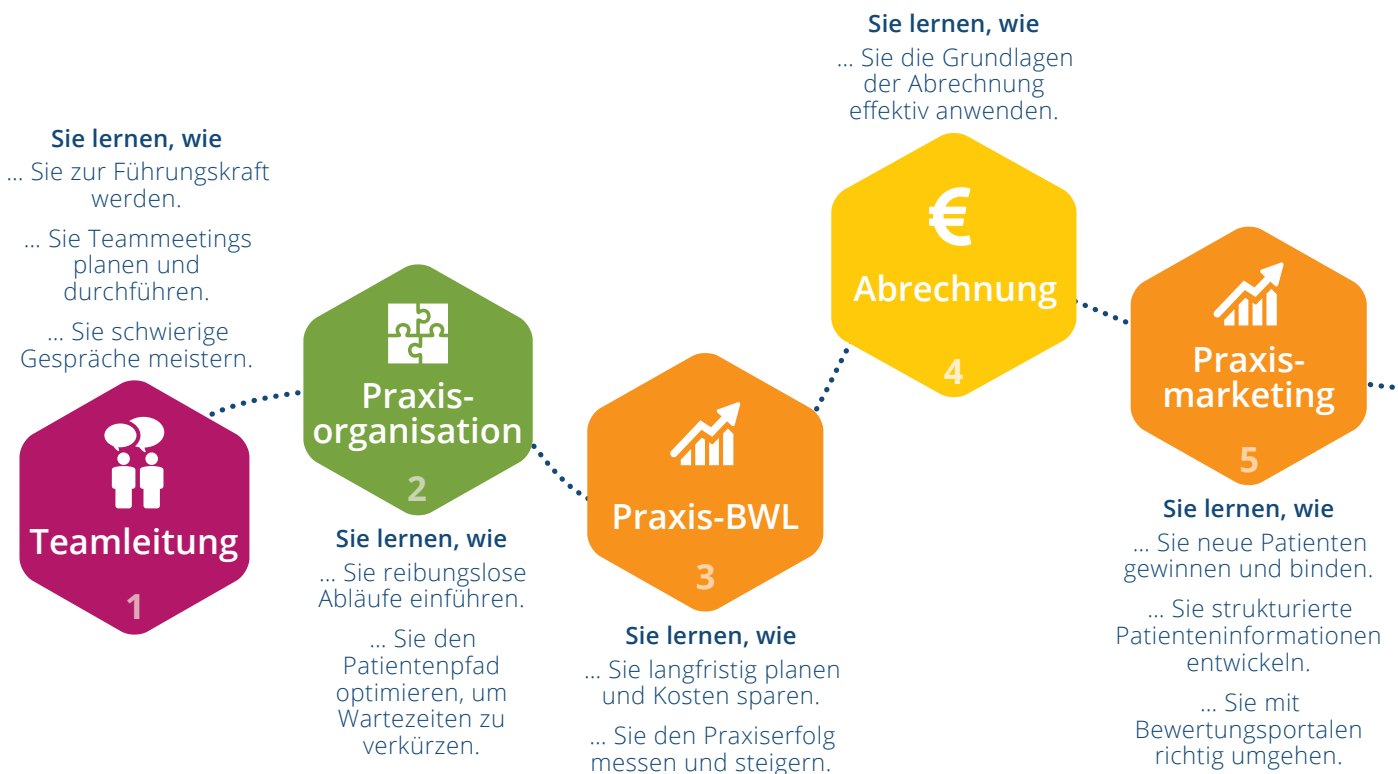 Sie lernen, wie
... Sie zur Führungskraft
werden.
... Sie Teammeetings
planen und
durchführen.
... Sie schwierige
Gespräche meistern.
Teamleitung
1
Praxis-
organisation
2
Sie lernen, wie
... Sie reibungslose
Abläufe einführen.
... Sie den
Patientenpfad
optimieren, um
Wartezeiten zu
verkürzen.
Praxis-BWL
3
Sie lernen, wie
... Sie langfristig planen
und Kosten sparen.
... Sie den Praxiserfolg
messen und steigern.
Sie lernen, wie
... Sie die Grundlagen
der Abrechnung
effektiv anwenden.
€
Abrechnung
4
Praxis-
marketing
5
Sie lernen, wie
... Sie neue Patienten
gewinnen und binden.
... Sie strukturierte
Patienteninformationen
entwickeln.
... Sie mit
Bewertungsportalen
richtig umgehen.